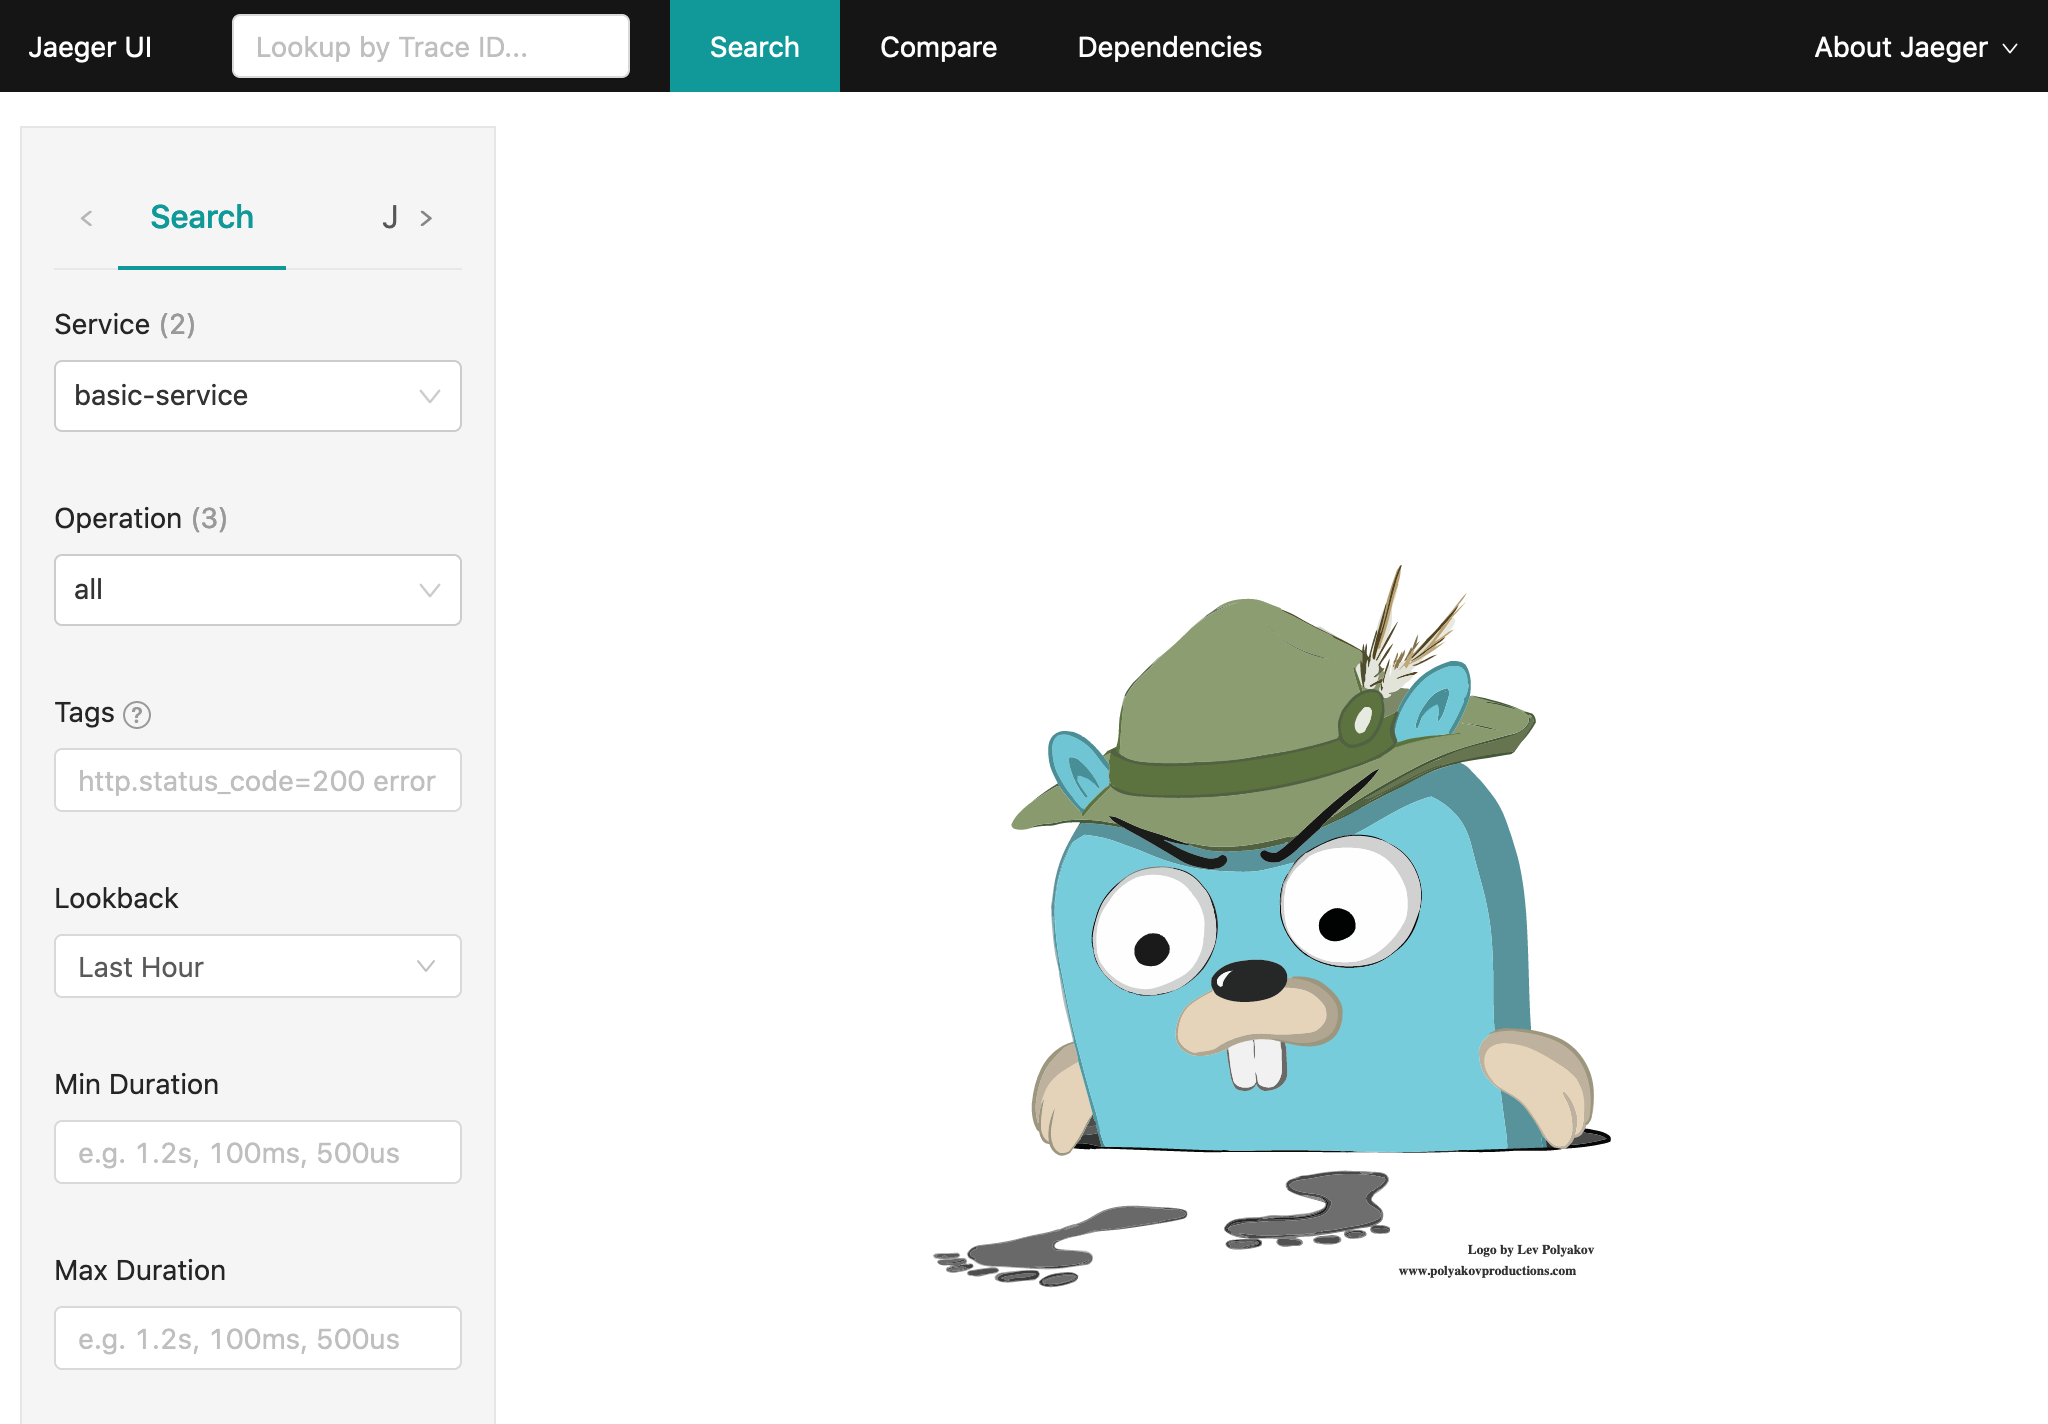 Jaeger UI
Lookup by Trace ID...
Search
Compare
Dependencies
About Jaeger
Search
J
Service (2)
basic-service
Operation (3)
all
Tags ?
http.status_code=200 error
Lookback
Last Hour
Min Duration
e.g. 1.2s, 100ms, 500us
Max Duration
e.g. 1.2s, 100ms, 500us
Logo by Lev Polyakov
www.polyakovproductions.com